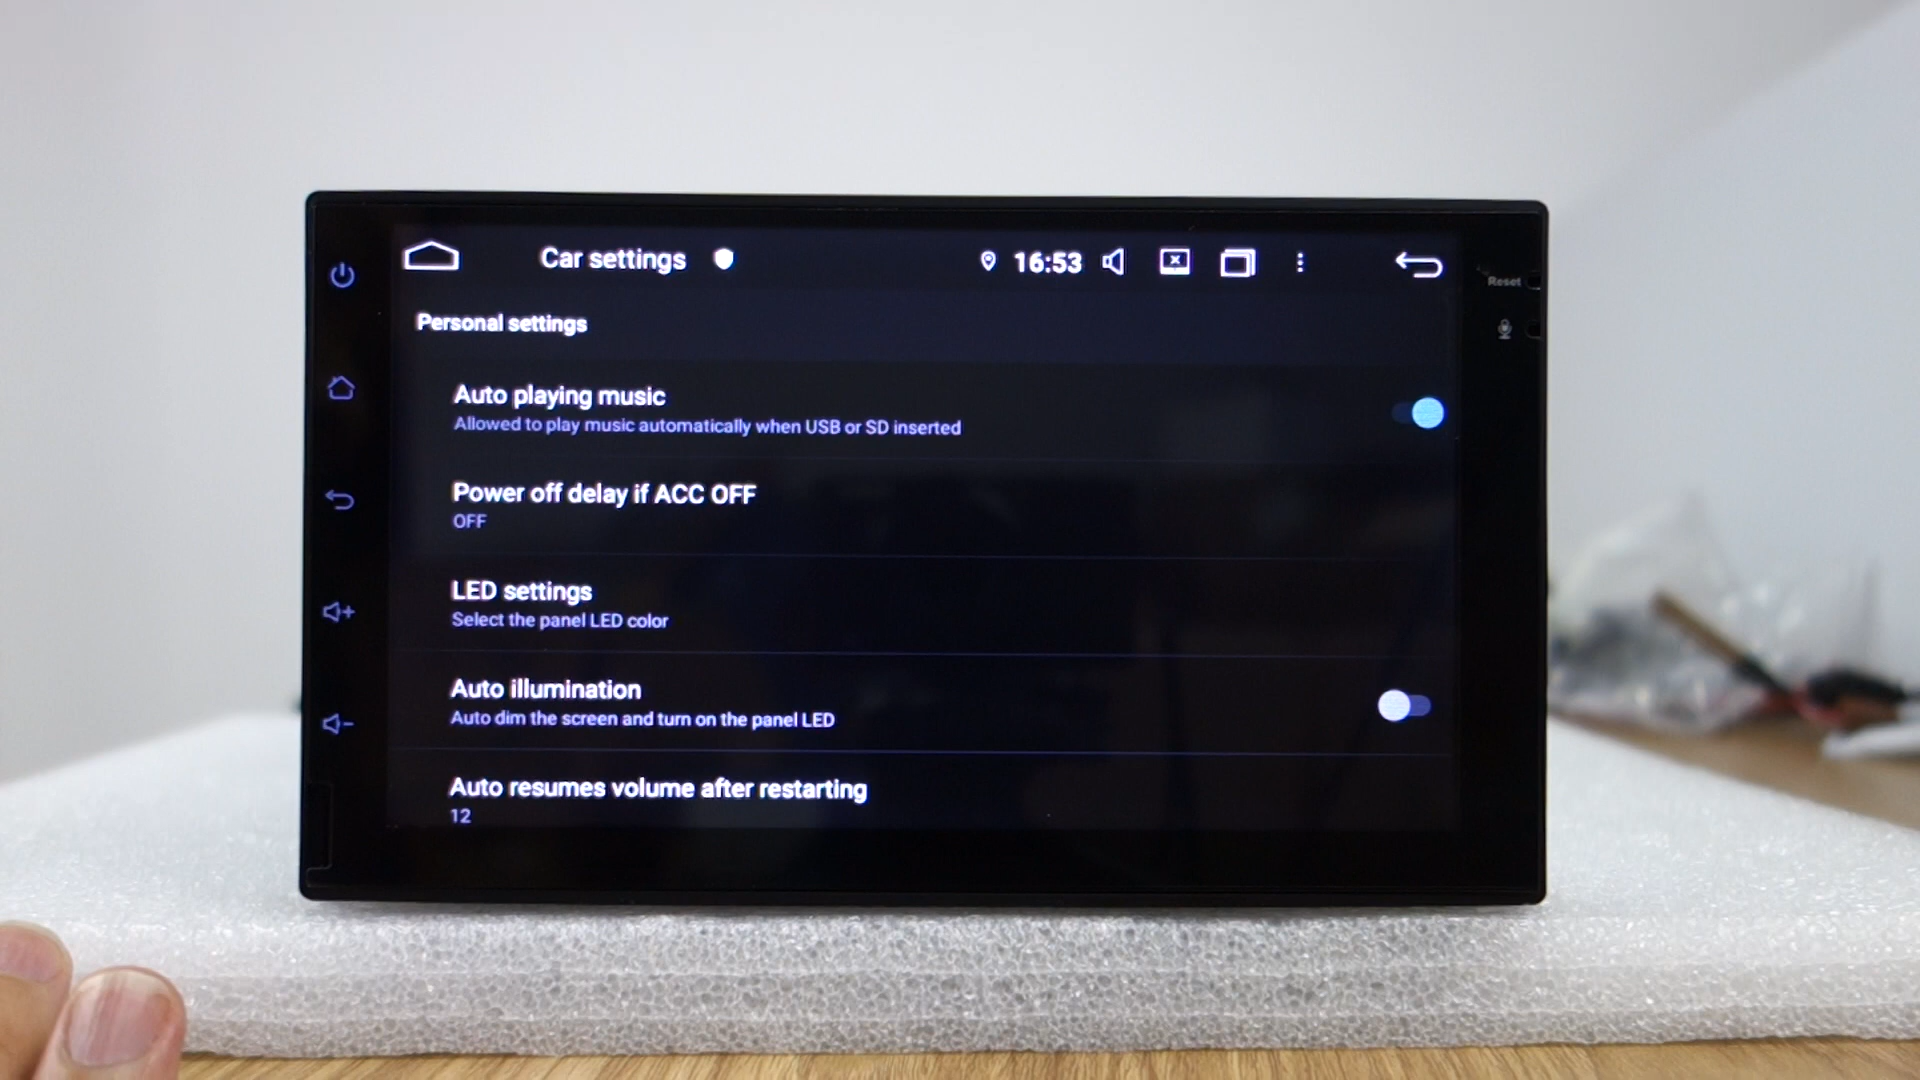 Car settings
16:53
Reset
Personal settings
Auto playing music
Allowed to play music automatically when USB or SD inserted
Power off delay if ACC OFF
OFF
LED settings
Select the panel LED color
Auto illumination
Auto dim the screen and turn on the panel LED
Auto resumes volume after restarting
12